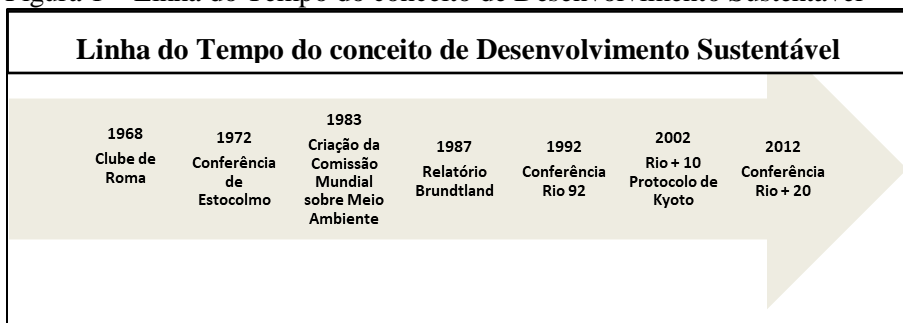 Figura 1 – Linha do Tempo do conceito de Desenvolvimento Sustentável
Linha do Tempo do conceito de Desenvolvimento Sustentável
1968
Clube de
Roma
1972
Conferência
de
Estocolmo
1983
Criação da
Comissão
Mundial
sobre Meio
Ambiente
1987
Relatório
Brundtland
1992
Conferência
Rio 92
2002
Rio + 10
Protocolo de
Kyoto
2012
Conferência
Rio + 20